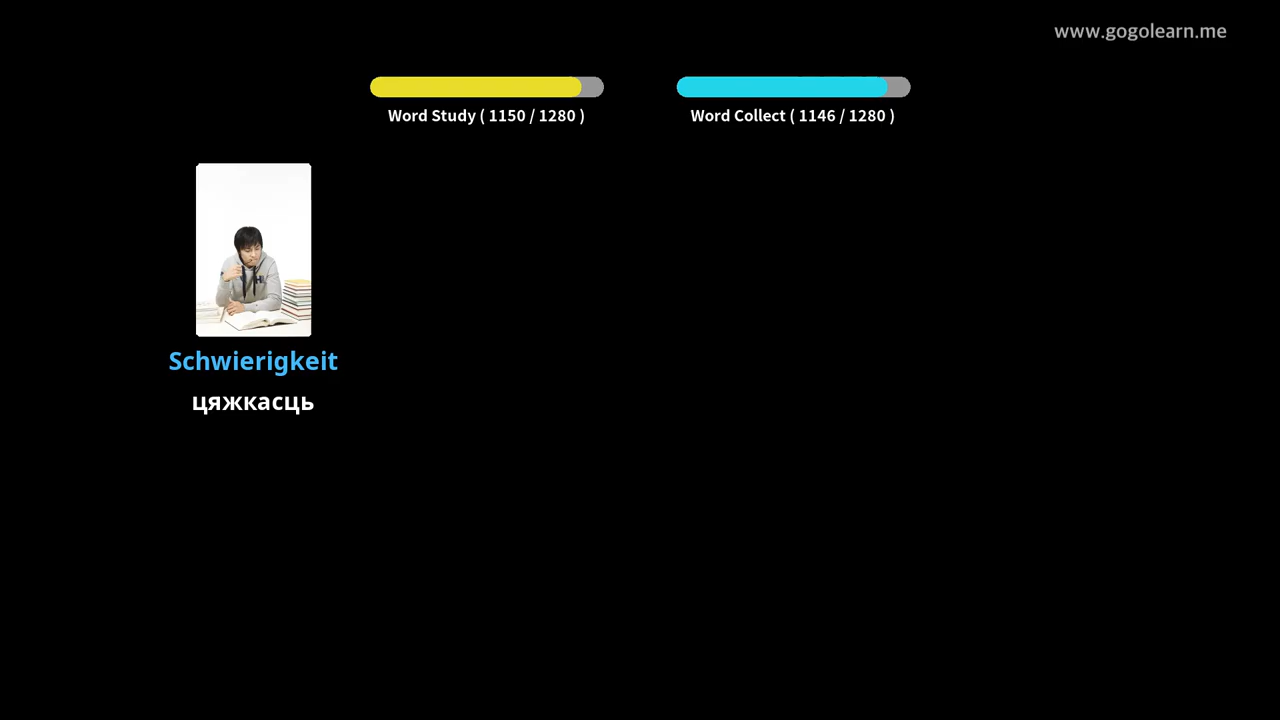 www.gogolearn.me
Word Study ( 1150 / 1280 )
Word Collect ( 1146 / 1280 )
Schwierigkeit
цяжкасць